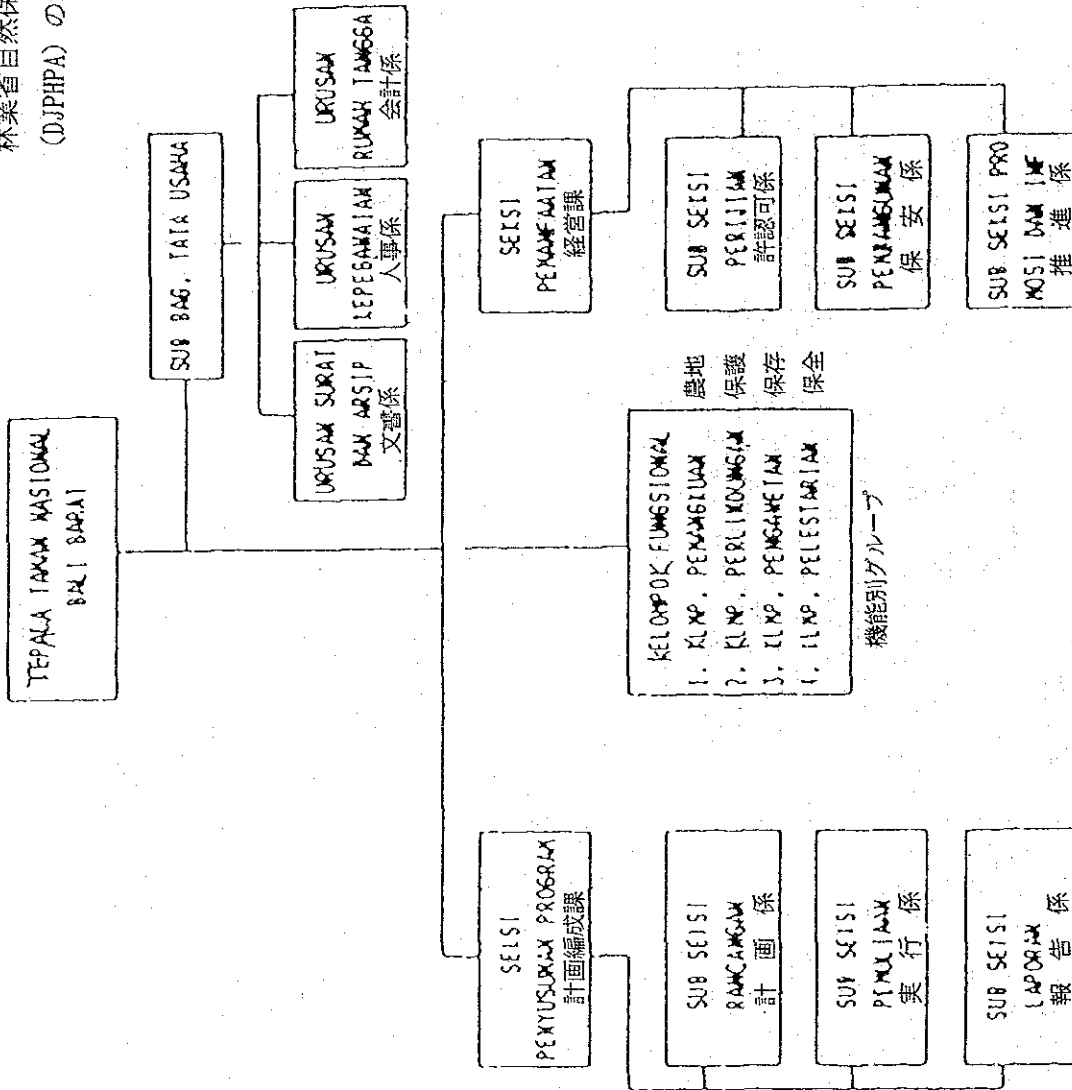 林業省自然保
(DJPHPA) の
TEPALA TAMAN NASIONAL
BALI BARAT
SUB BAG. TATA USAHA
URUSAN SURAT
DAN ARSIP
文書係
URUSAN
KEPEGAWAIAN
人事係
URUSAN
RUMAH TANGGA
会計係
SEKSI
PENYUSUNAN PROGRAM
計画編成課
SEKSI
PEMANFAATAN
経営課
SUB SEKSI
RANCANGAN
計画係
SUB SEKSI
実行係
SUB SEKSI
LAPORAN
報告係
KELOMPOK FUNGSIONAL
1. KLMP. PEMANGKUAN 農地
2. KLMP. PERLINDUNGAN 保護
3. KLMP. PENGAWETAN 保存
4. KLMP. PELESTARIAN 保全
機能別グループ
SUB SEKSI
PERIJIAN
許認可係
SUB SEKSI
保安係
SUB SEKSI PRO
MOSI DAN INF
推進係